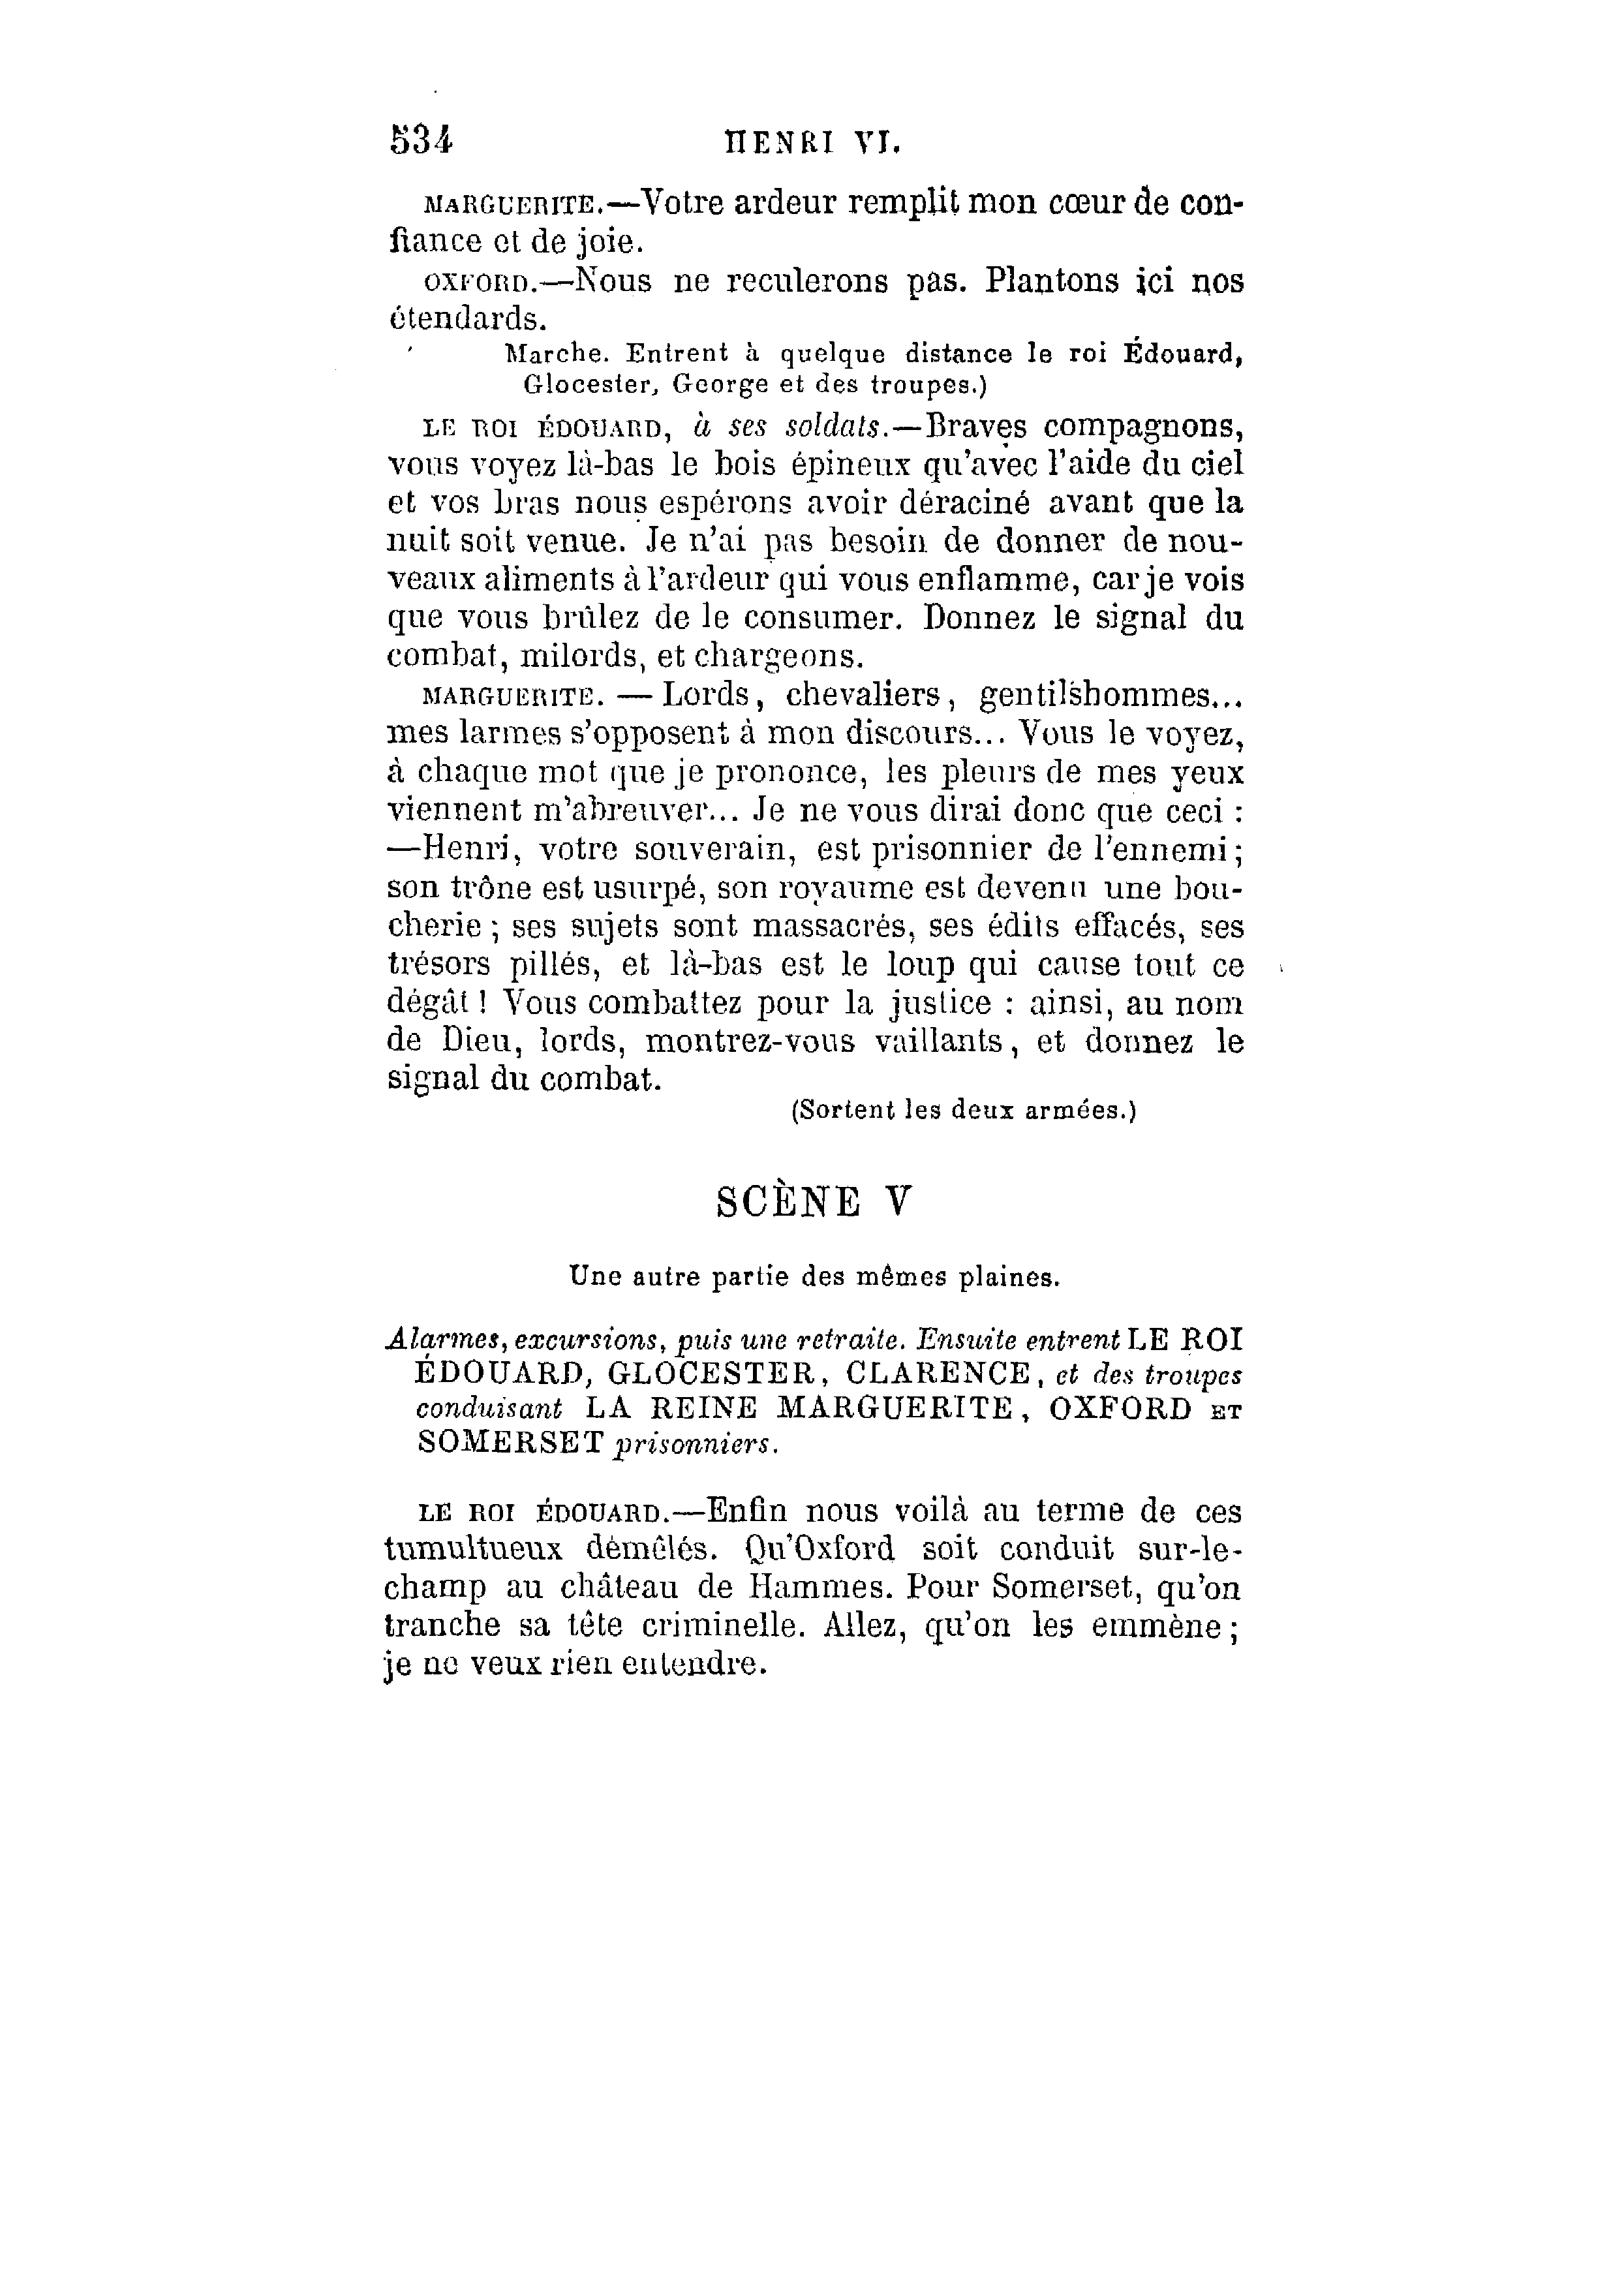 534 HENRI VI.
MARGUERITE.—Votre ardeur remplit mon cœur de con-
fiance et de joie.
OXFORD.—Nous ne reculerons pas. Plantons ici nos
étendards.
Marche. Entrent à quelque distance le roi Édouard,
Glocester, George et des troupes.)
LE ROI ÉDOUARD, à ses soldats.—Braves compagnons,
vous voyez là-bas le bois épineux qu'avec l'aide du ciel
et vos bras nous espérons avoir déraciné avant que la
nuit soit venue. Je n'ai pas besoin de donner de nou-
veaux aliments à l'ardeur qui vous enflamme, car je vois
que vous brûlez de le consumer. Donnez le signal du
combat, milords, et chargeons.
MARGUERITE. — Lords, chevaliers, gentilshommes...
mes larmes s'opposent à mon discours... Vous le voyez,
à chaque mot que je prononce, les pleurs de mes yeux
viennent m'abreuver... Je ne vous dirai donc que ceci :
—Henri, votre souverain, est prisonnier de l'ennemi;
son trône est usurpé, son royaume est devenu une bou-
cherie ; ses sujets sont massacrés, ses édits effacés, ses
trésors pillés, et là-bas est le loup qui cause tout ce
dégât ! Vous combattez pour la justice : ainsi, au nom
de Dieu, lords, montrez-vous vaillants, et donnez le
signal du combat.
(Sortent les deux armées.)
SCÈNE V
Une autre partie des mêmes plaines.
Alarmes, excursions, puis une retraite. Ensuite entrent LE ROI
ÉDOUARD, GLOCESTER, CLARENCE, et des troupes
conduisant LA REINE MARGUERITE, OXFORD ET
SOMERSET prisonniers.
LE ROI ÉDOUARD.—Enfin nous voilà au terme de ces
tumultueux démêlés. Qu'Oxford soit conduit sur-le-
champ au château de Hammes. Pour Somerset, qu'on
tranche sa tête criminelle. Allez, qu'on les emmène ;
je ne veux rien entendre.